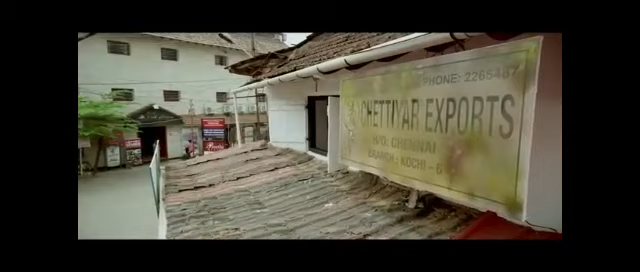 PHONE: 2265487
CHETTIYAR EXPORTS
H/O: CHENNAI
BRANCH : KOCHI - 6